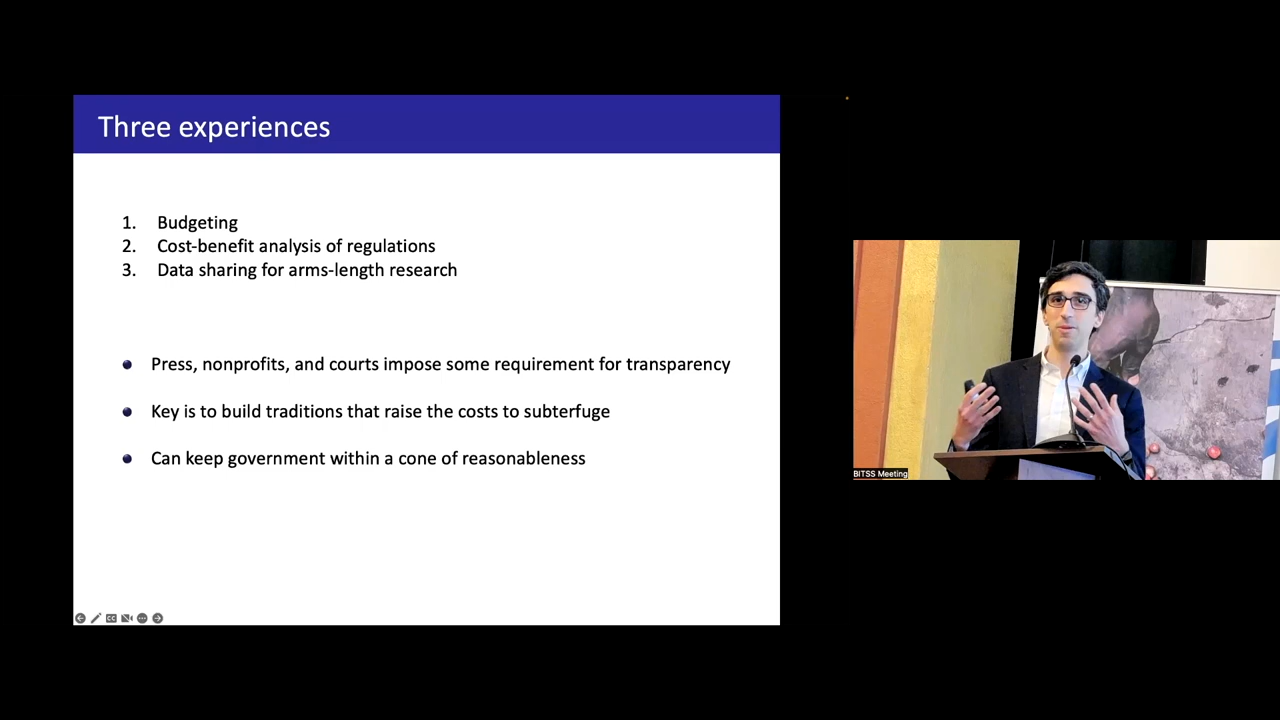 Three experiences
1. Budgeting
2. Cost-benefit analysis of regulations
3. Data sharing for arms-length research
Press, nonprofits, and courts impose some requirement for transparency
Key is to build traditions that raise the costs to subterfuge
Can keep government within a cone of reasonableness
CC
BITSS Meeting